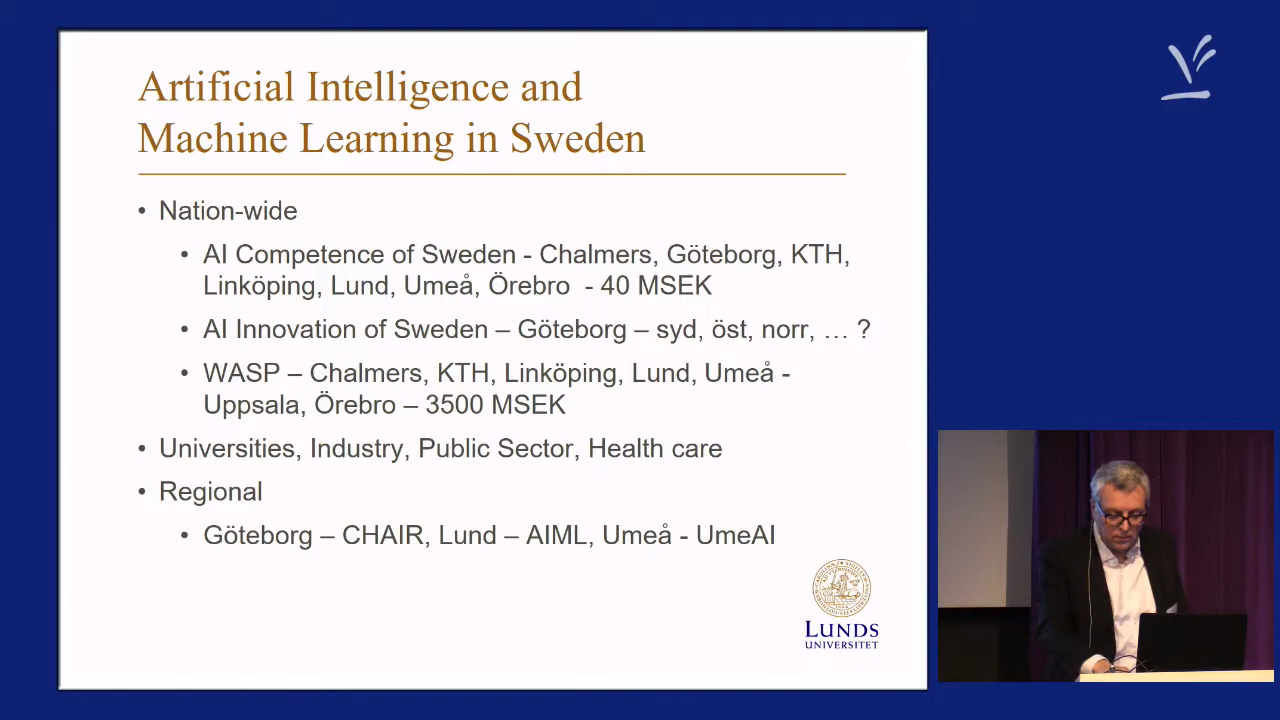 Artificial Intelligence and
Machine Learning in Sweden
• Nation-wide
• AI Competence of Sweden - Chalmers, Göteborg, KTH,
Linköping, Lund, Umeå, Örebro - 40 MSEK
• AI Innovation of Sweden – Göteborg – syd, öst, norr, … ?
• WASP – Chalmers, KTH, Linköping, Lund, Umeå -
Uppsala, Örebro – 3500 MSEK
• Universities, Industry, Public Sector, Health care
• Regional
• Göteborg – CHAIR, Lund – AIML, Umeå - UmeAI
LUNDS
UNIVERSITET